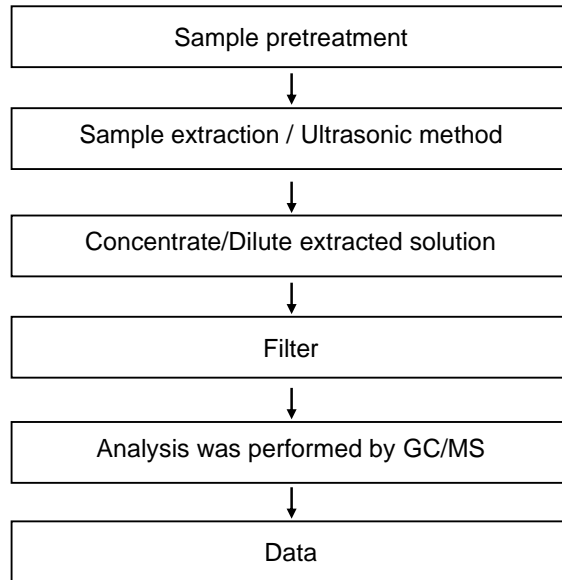 Sample pretreatment
Sample extraction / Ultrasonic method
Concentrate/Dilute extracted solution
Filter
Analysis was performed by GC/MS
Data